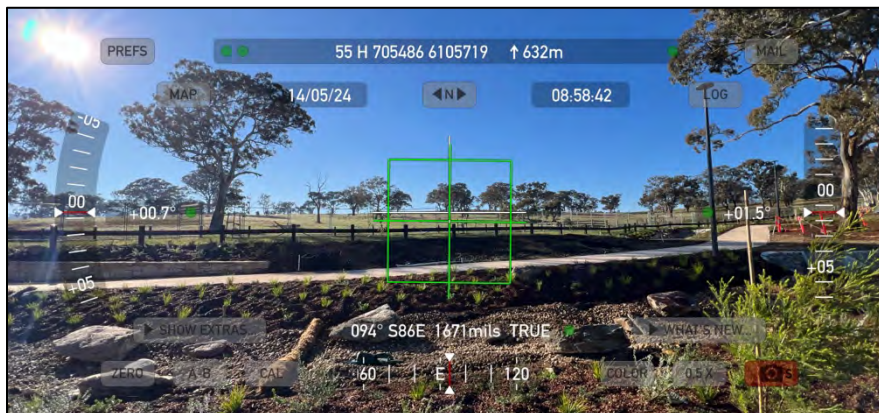 PREFS 55 H 705486 6105719 ↑ 632m MAIL
MAP 14/05/24 ◀N▶ 08:58:42 LOG
-05
00 00
+00.7° +01.5°
+05 +05
▶ SHOW EXTRAS 094° S86E 1671mils TRUE ▶ WHAT'S NEW
ZERO A-B CAL 60 E 120 COLOR 0.5 X